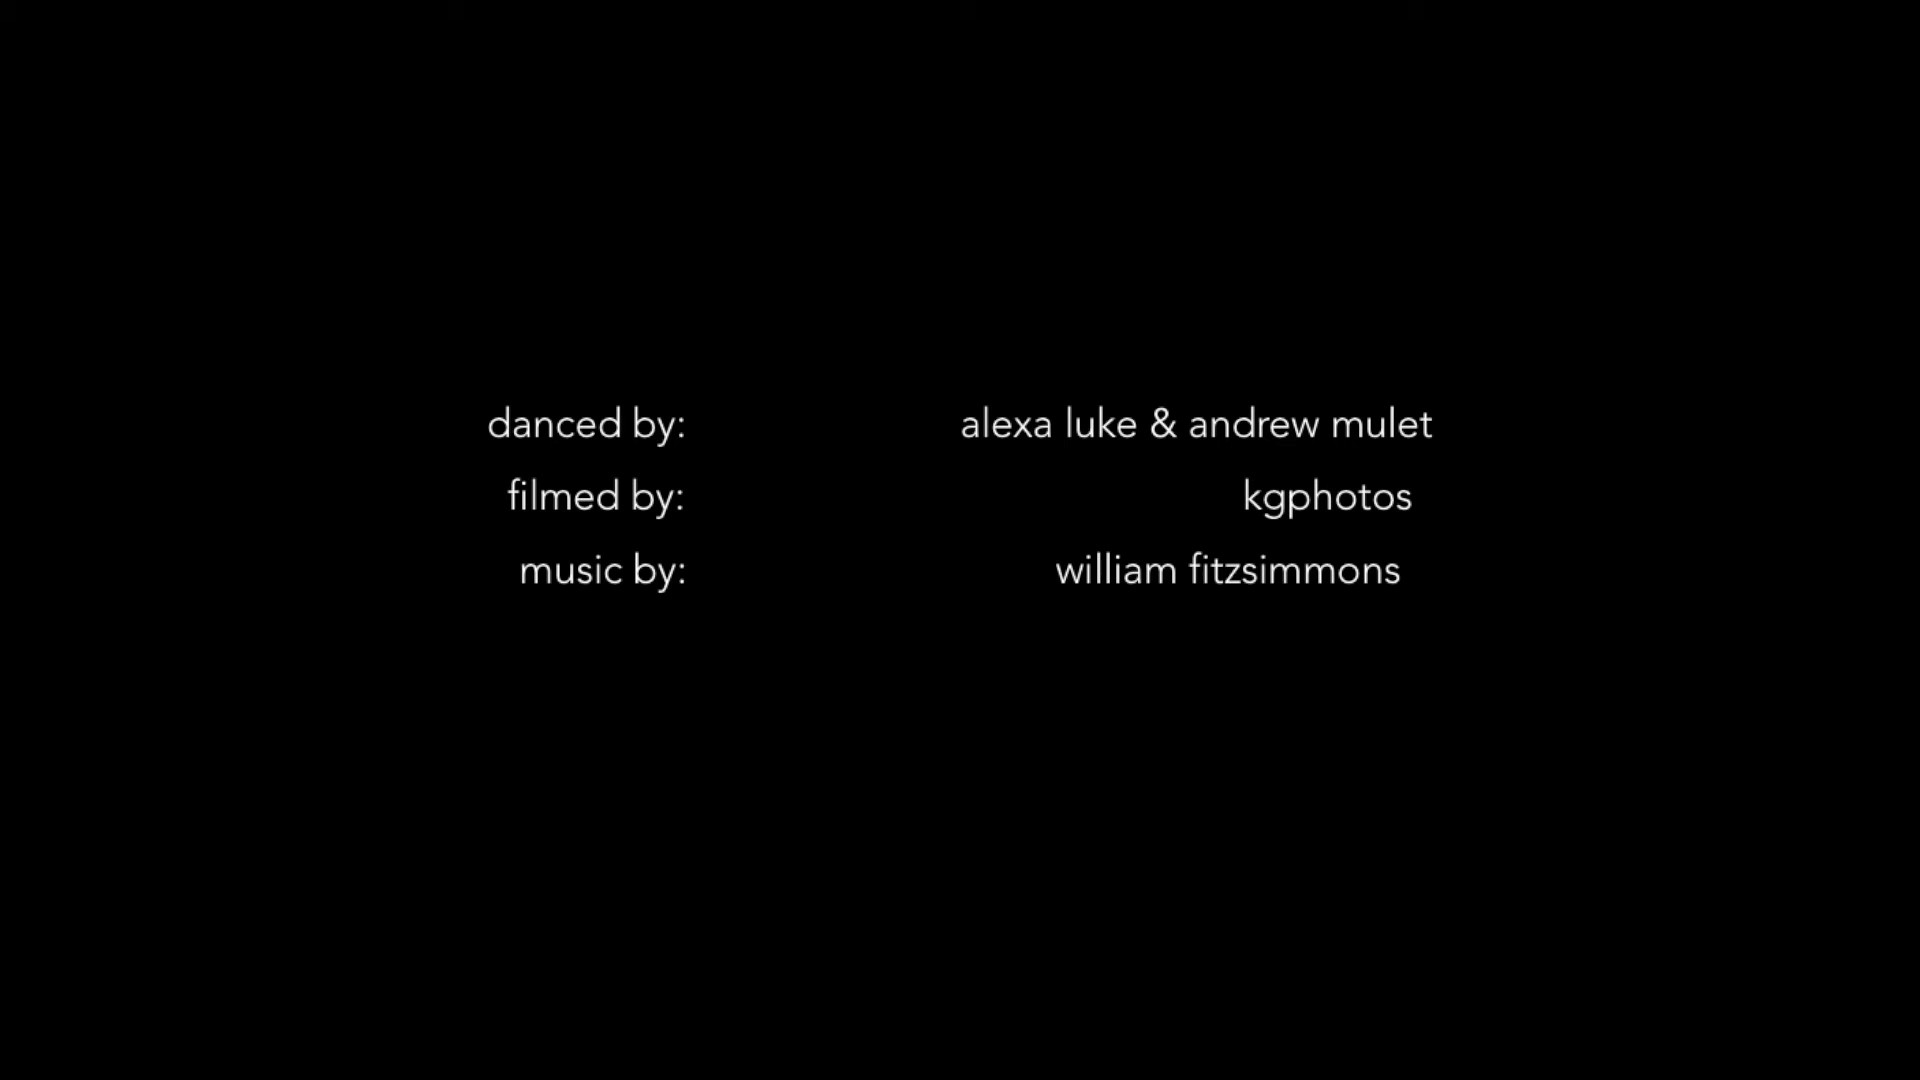 danced by: alexa luke & andrew mulet
filmed by: kgphotos
music by: william fitzsimmons